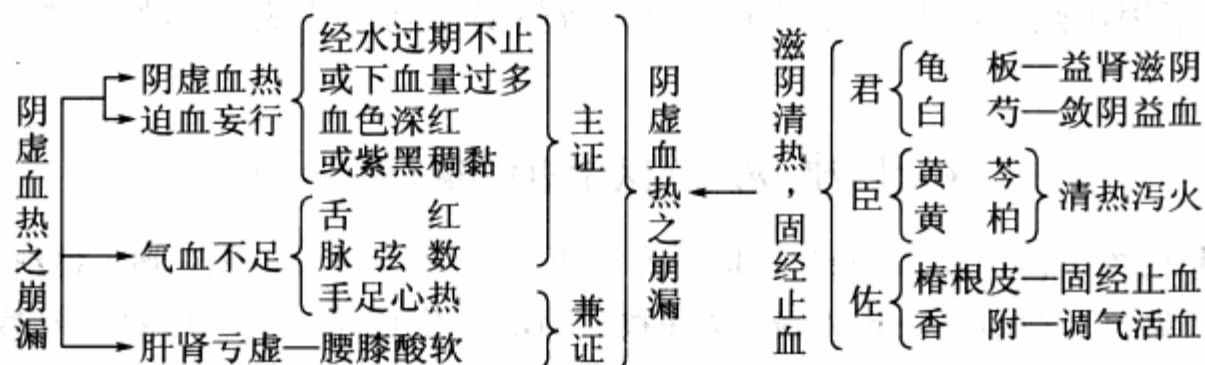 阴虚血热之崩漏
阴虚血热
迫血妄行
经水过期不止
或下血量过多
血色深红
或紫黑稠黏
气血不足
舌 红
脉弦数
手足心热
肝肾亏虚—腰膝酸软
主证
兼证
阴虚血热之崩漏
滋阴清热，固经止血
君
龟 板—益肾滋阴
白 芍—敛阴益血
臣
黄 芩
黄 柏
清热泻火
佐
椿根皮—固经止血
香 附—调气活血